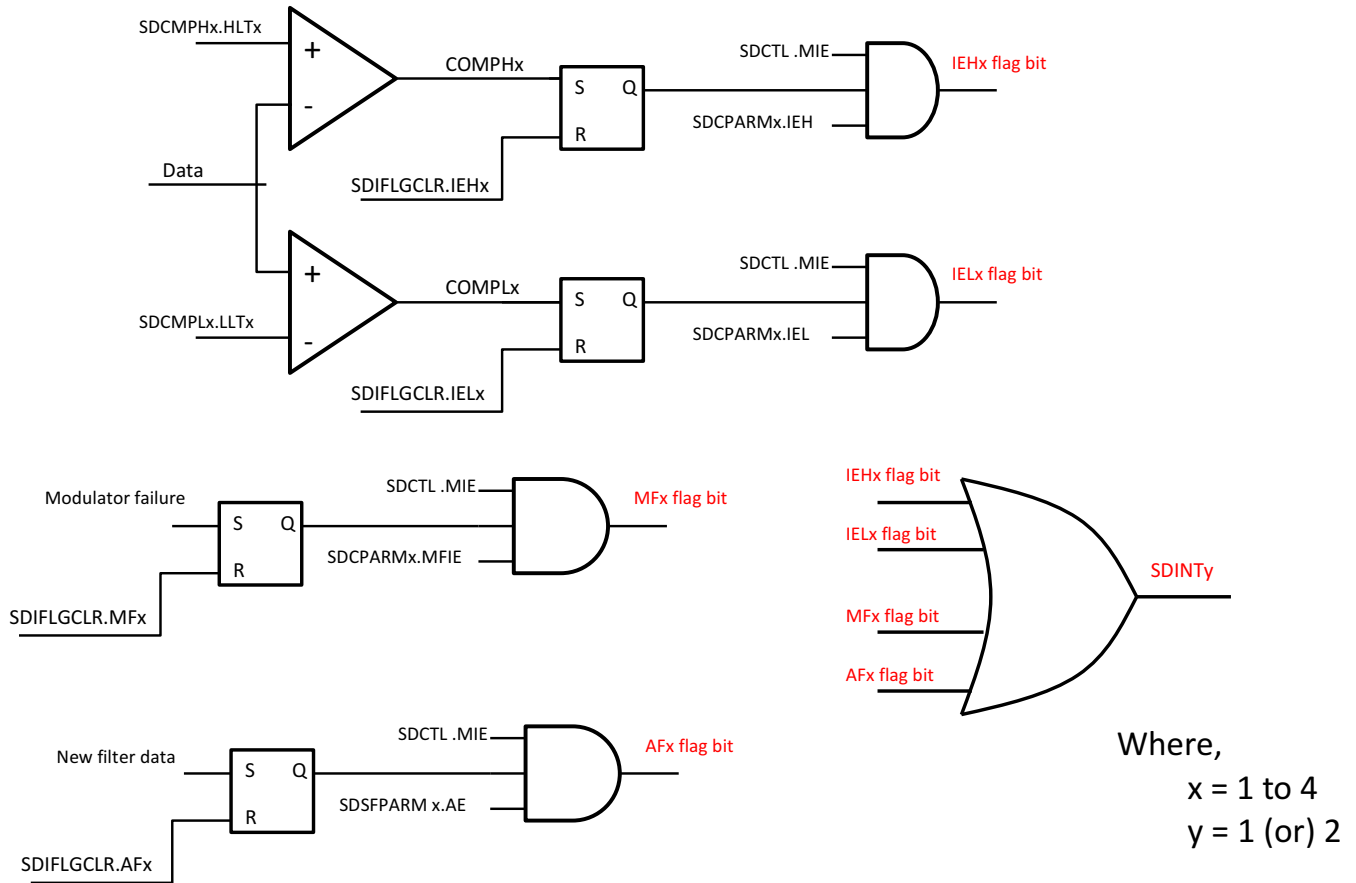 SDCMPHx.HLTx
+
-
COMPHx
S Q
R
SDIFLGCLR.IEHx
SDCTL .MIE
SDCPARMx.IEH
IEHx flag bit
Data
+
-
SDCMPLx.LLTx
COMPLx
S Q
R
SDIFLGCLR.IELx
SDCTL .MIE
SDCPARMx.IEL
IELx flag bit
Modulator failure
S Q
R
SDIFLGCLR.MFx
SDCTL .MIE
SDCPARMx.MFIE
MFx flag bit
IEHx flag bit
IELx flag bit
MFx flag bit
AFx flag bit
SDINTy
New filter data
S Q
R
SDIFLGCLR.AFx
SDCTL .MIE
SDSFPARM x.AE
AFx flag bit
Where,
x = 1 to 4
y = 1 (or) 2